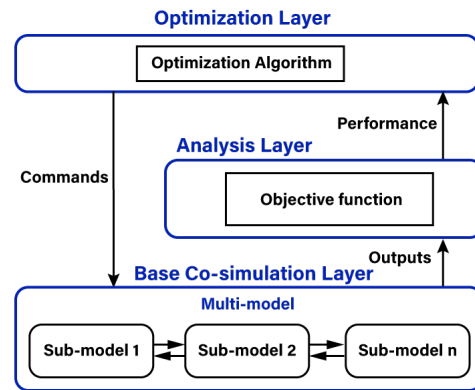 Optimization Layer
Optimization Algorithm
Performance
Analysis Layer
Commands
Objective function
Outputs
Base Co-simulation Layer
Multi-model
Sub-model 1
Sub-model 2
Sub-model n